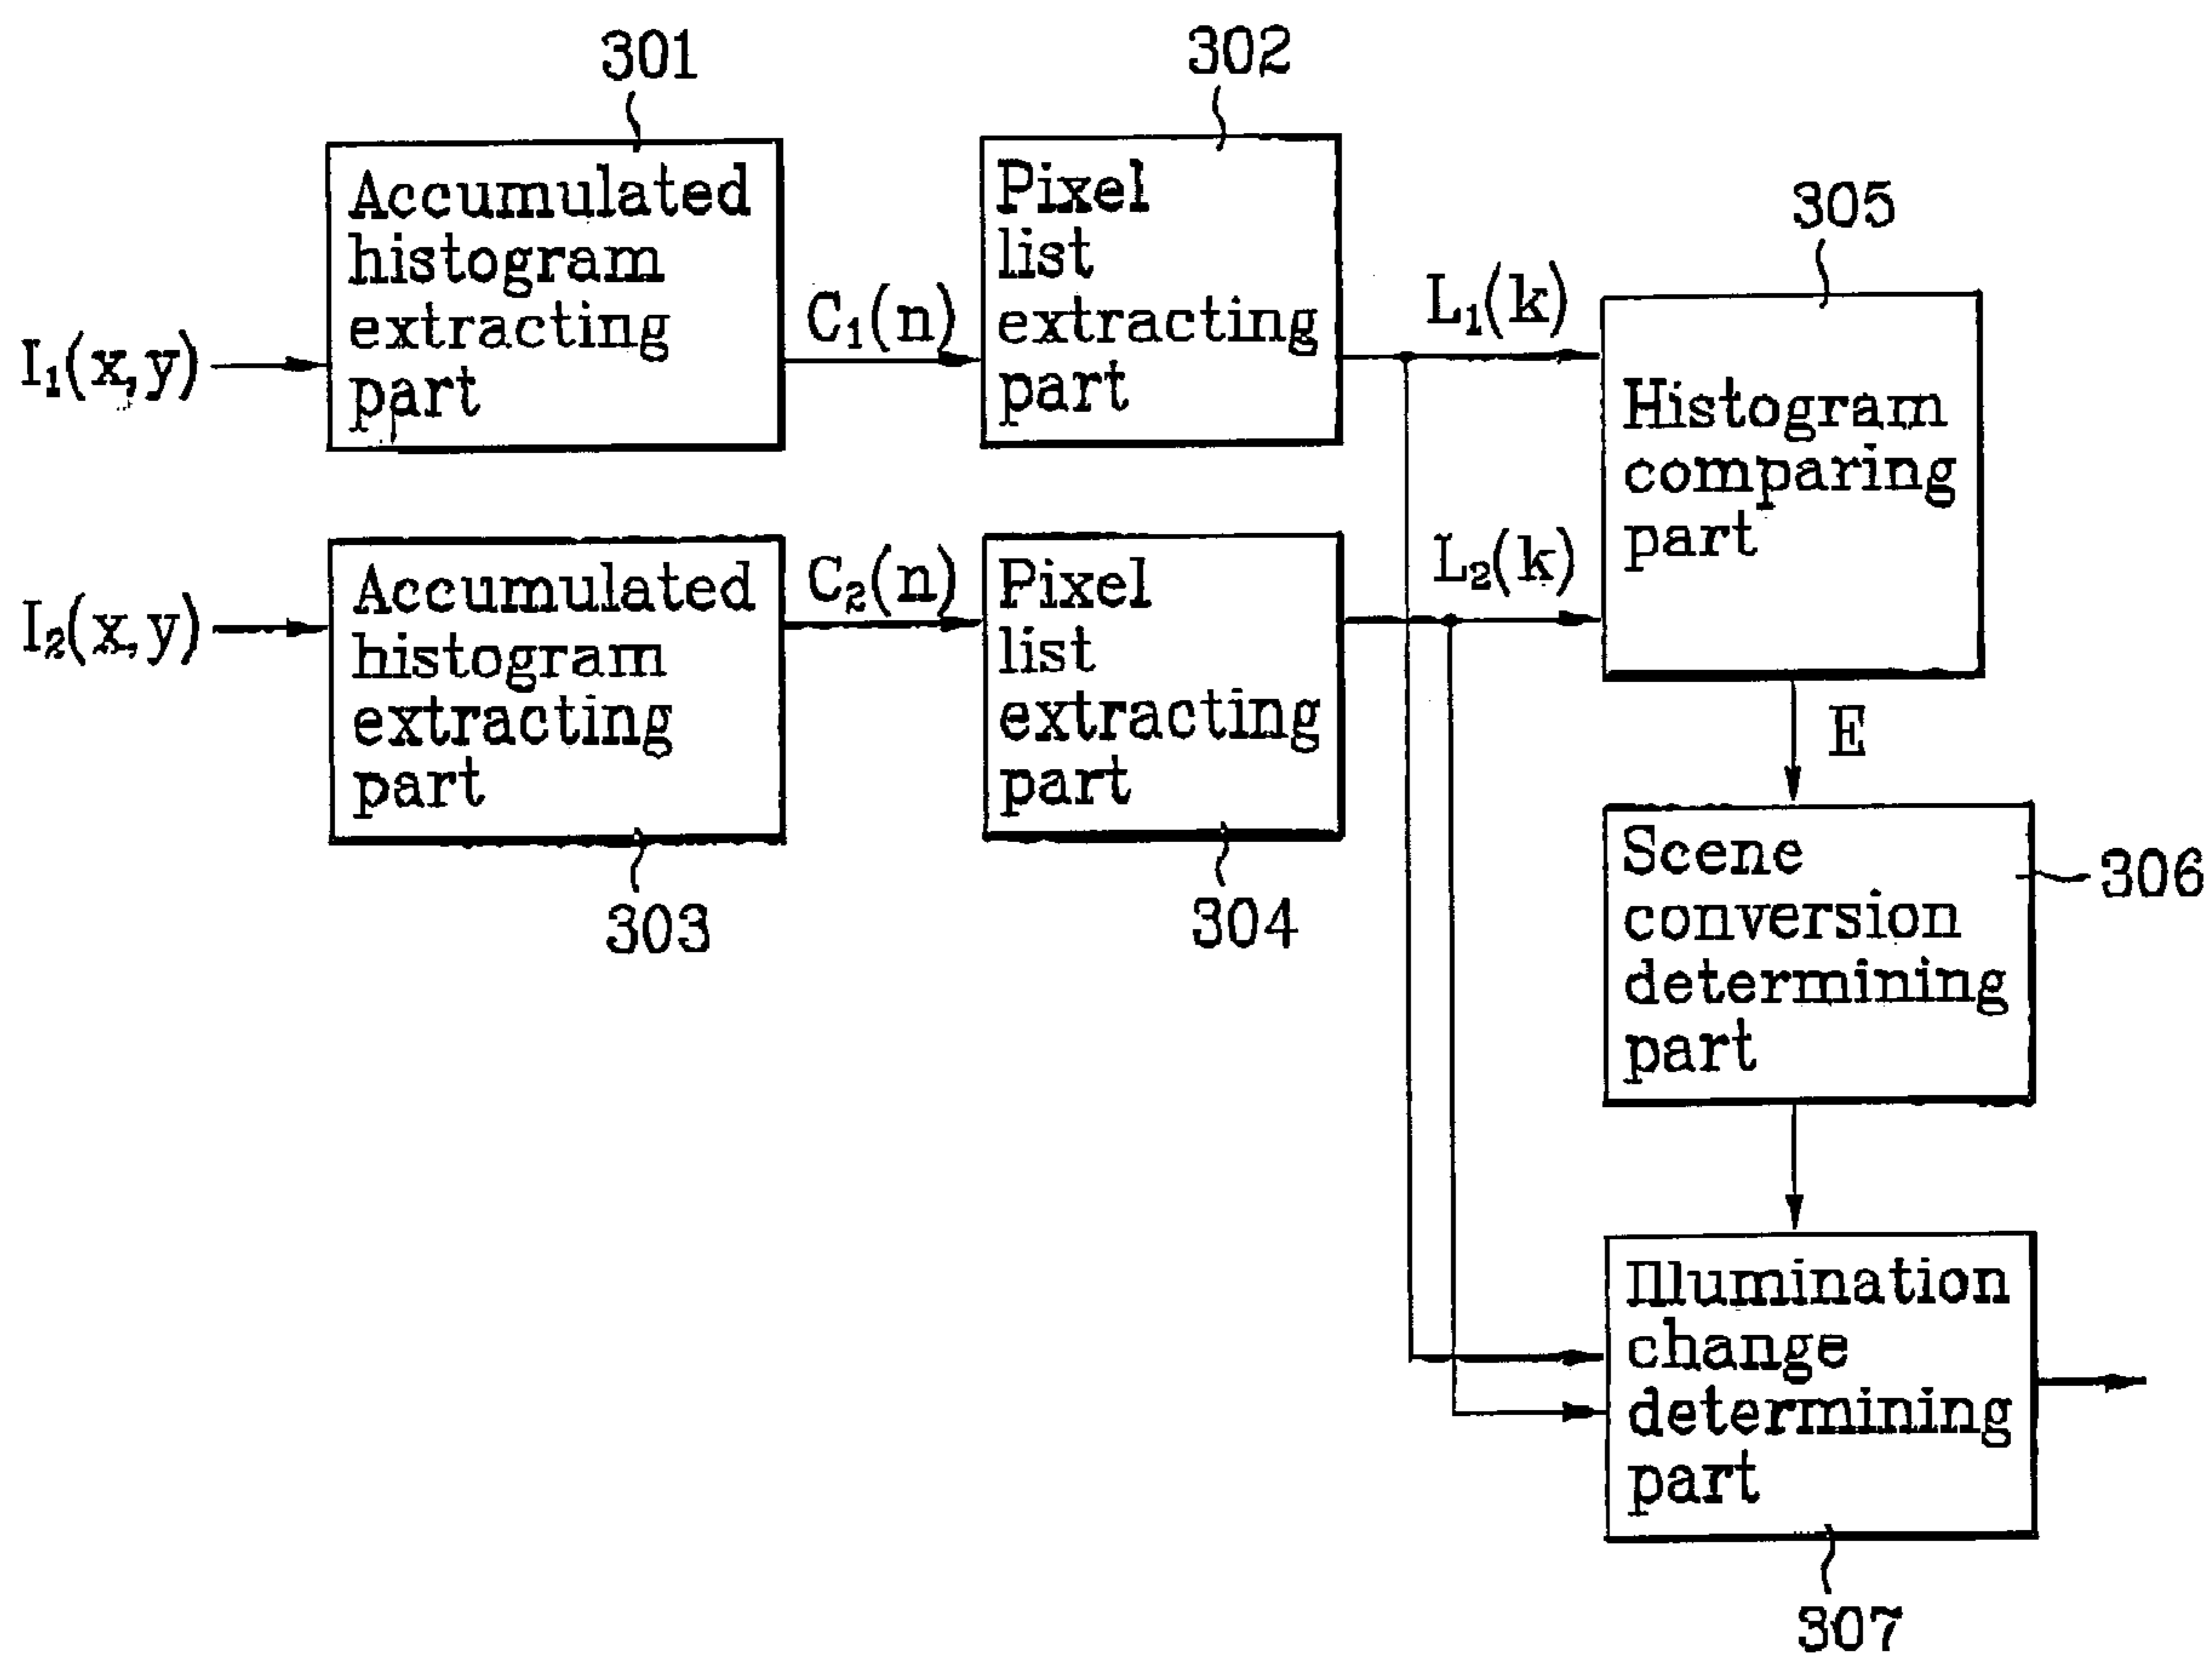 301
302
Accumulated
histogram
extracting
part
Pixel
list
extracting
part
305
I₁(x,y)
C₁(n)
L₁(k)
Histogram
comparing
part
I₂(x,y)
Accumulated
histogram
extracting
part
C₂(n)
Pixel
list
extracting
part
L₂(k)
303
304
E
Scene
conversion
determining
part
306
Illumination
change
determining
part
307